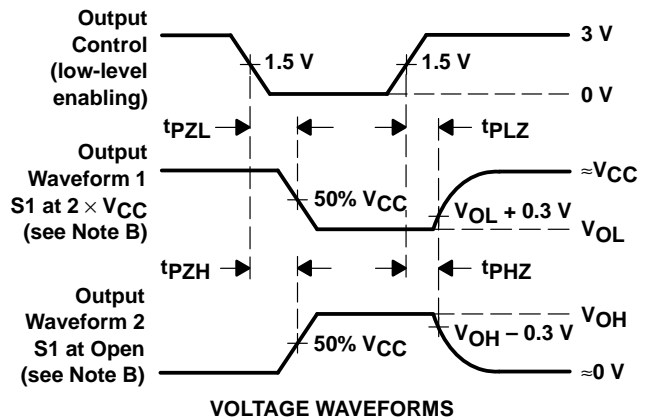 Output
Control
(low-level
enabling)
1.5 V
1.5 V
3 V
0 V
tPZL
tPLZ
Output
Waveform 1
S1 at 2 × VCC
(see Note B)
50% VCC
VOL + 0.3 V
≈VCC
VOL
tPZH
tPHZ
Output
Waveform 2
S1 at Open
(see Note B)
50% VCC
VOH – 0.3 V
VOH
≈0 V
VOLTAGE WAVEFORMS